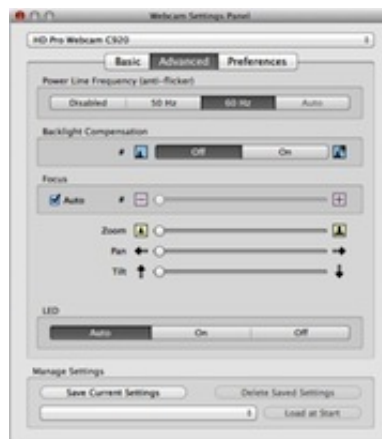 Webcam Settings Panel
HD Pro Webcam C920
Basic Advanced Preferences
Power Line Frequency (anti-flicker)
Disabled 50 Hz 60 Hz Auto
Backlight Compensation
# Off On
Focus
Auto #
Zoom
Pan
Tilt
LED
Auto On Off
Manage Settings
Save Current Settings Delete Saved Settings
Load at Start